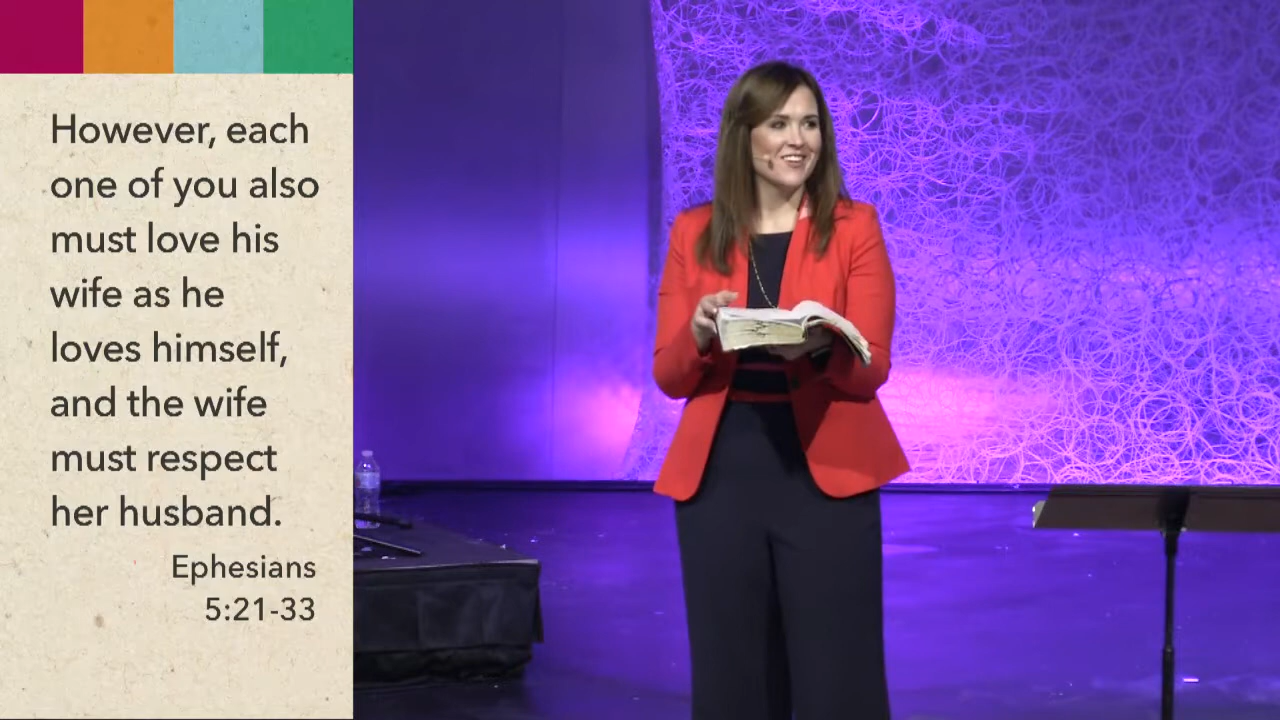 However, each
one of you also
must love his
wife as he
loves himself,
and the wife
must respect
her husband.
Ephesians
5:21-33